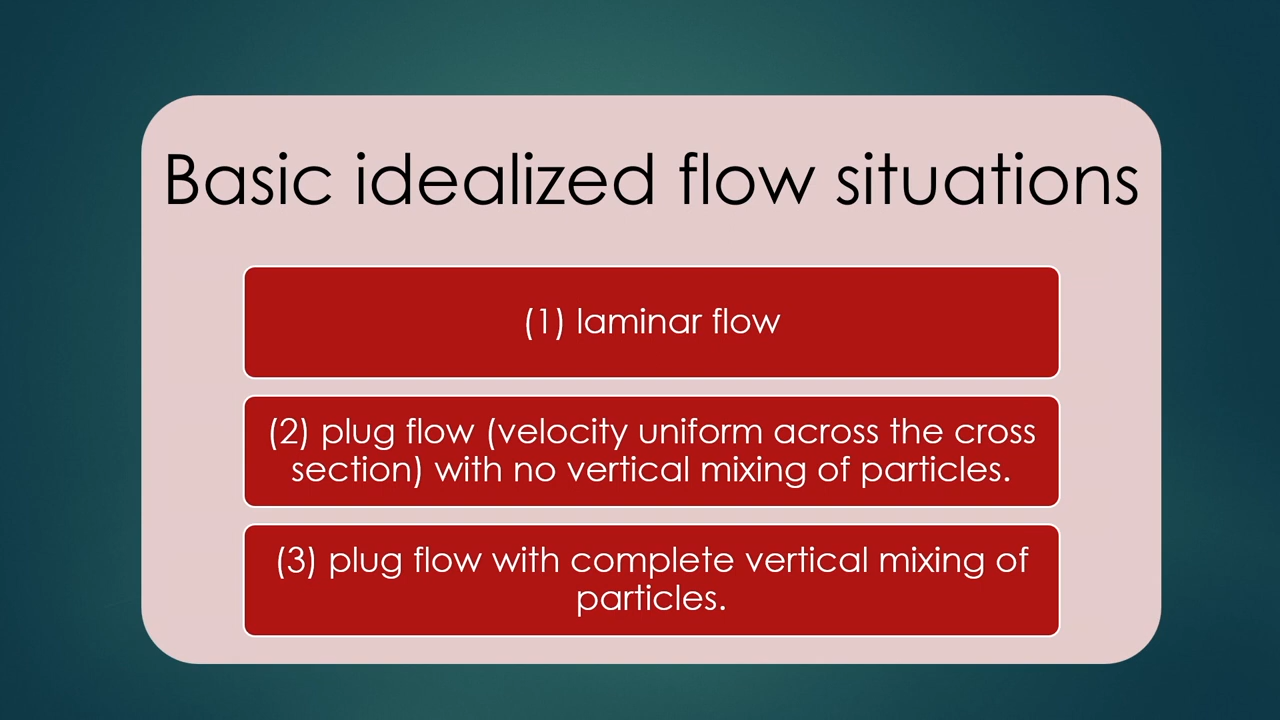 Basic idealized flow situations
(1) laminar flow
(2) plug flow (velocity uniform across the cross
section) with no vertical mixing of particles.
(3) plug flow with complete vertical mixing of
particles.